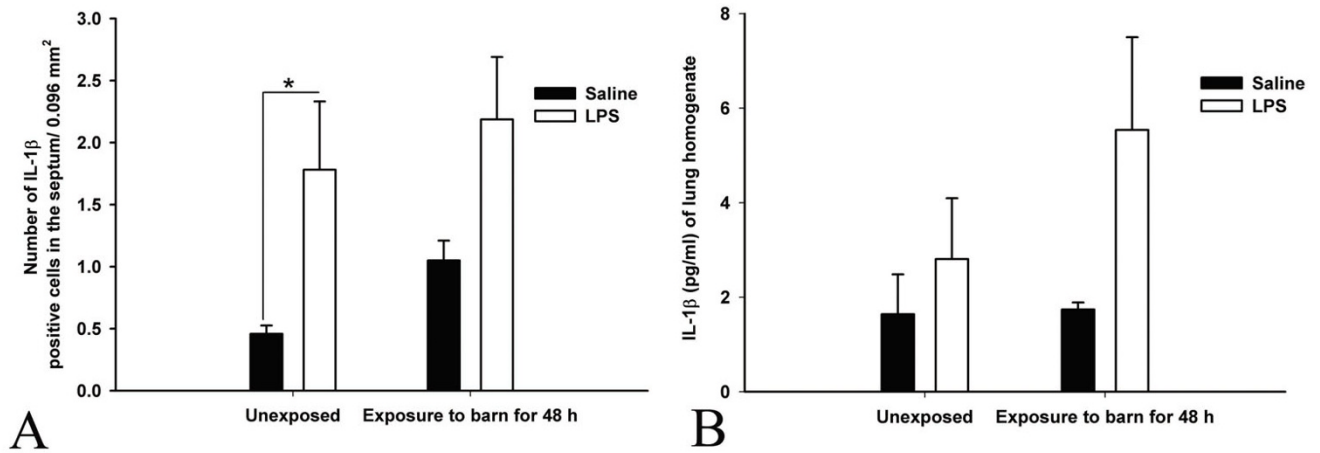 Number of IL-1β
positive cells in the septum/ 0.096 mm²
3.0
2.5
2.0
1.5
1.0
0.5
0.0
*
Saline
LPS
Unexposed
Exposure to barn for 48 h
A
IL-1β (pg/ml) of lung homogenate
8
6
4
2
0
Saline
LPS
Unexposed
Exposure to barn for 48 h
B